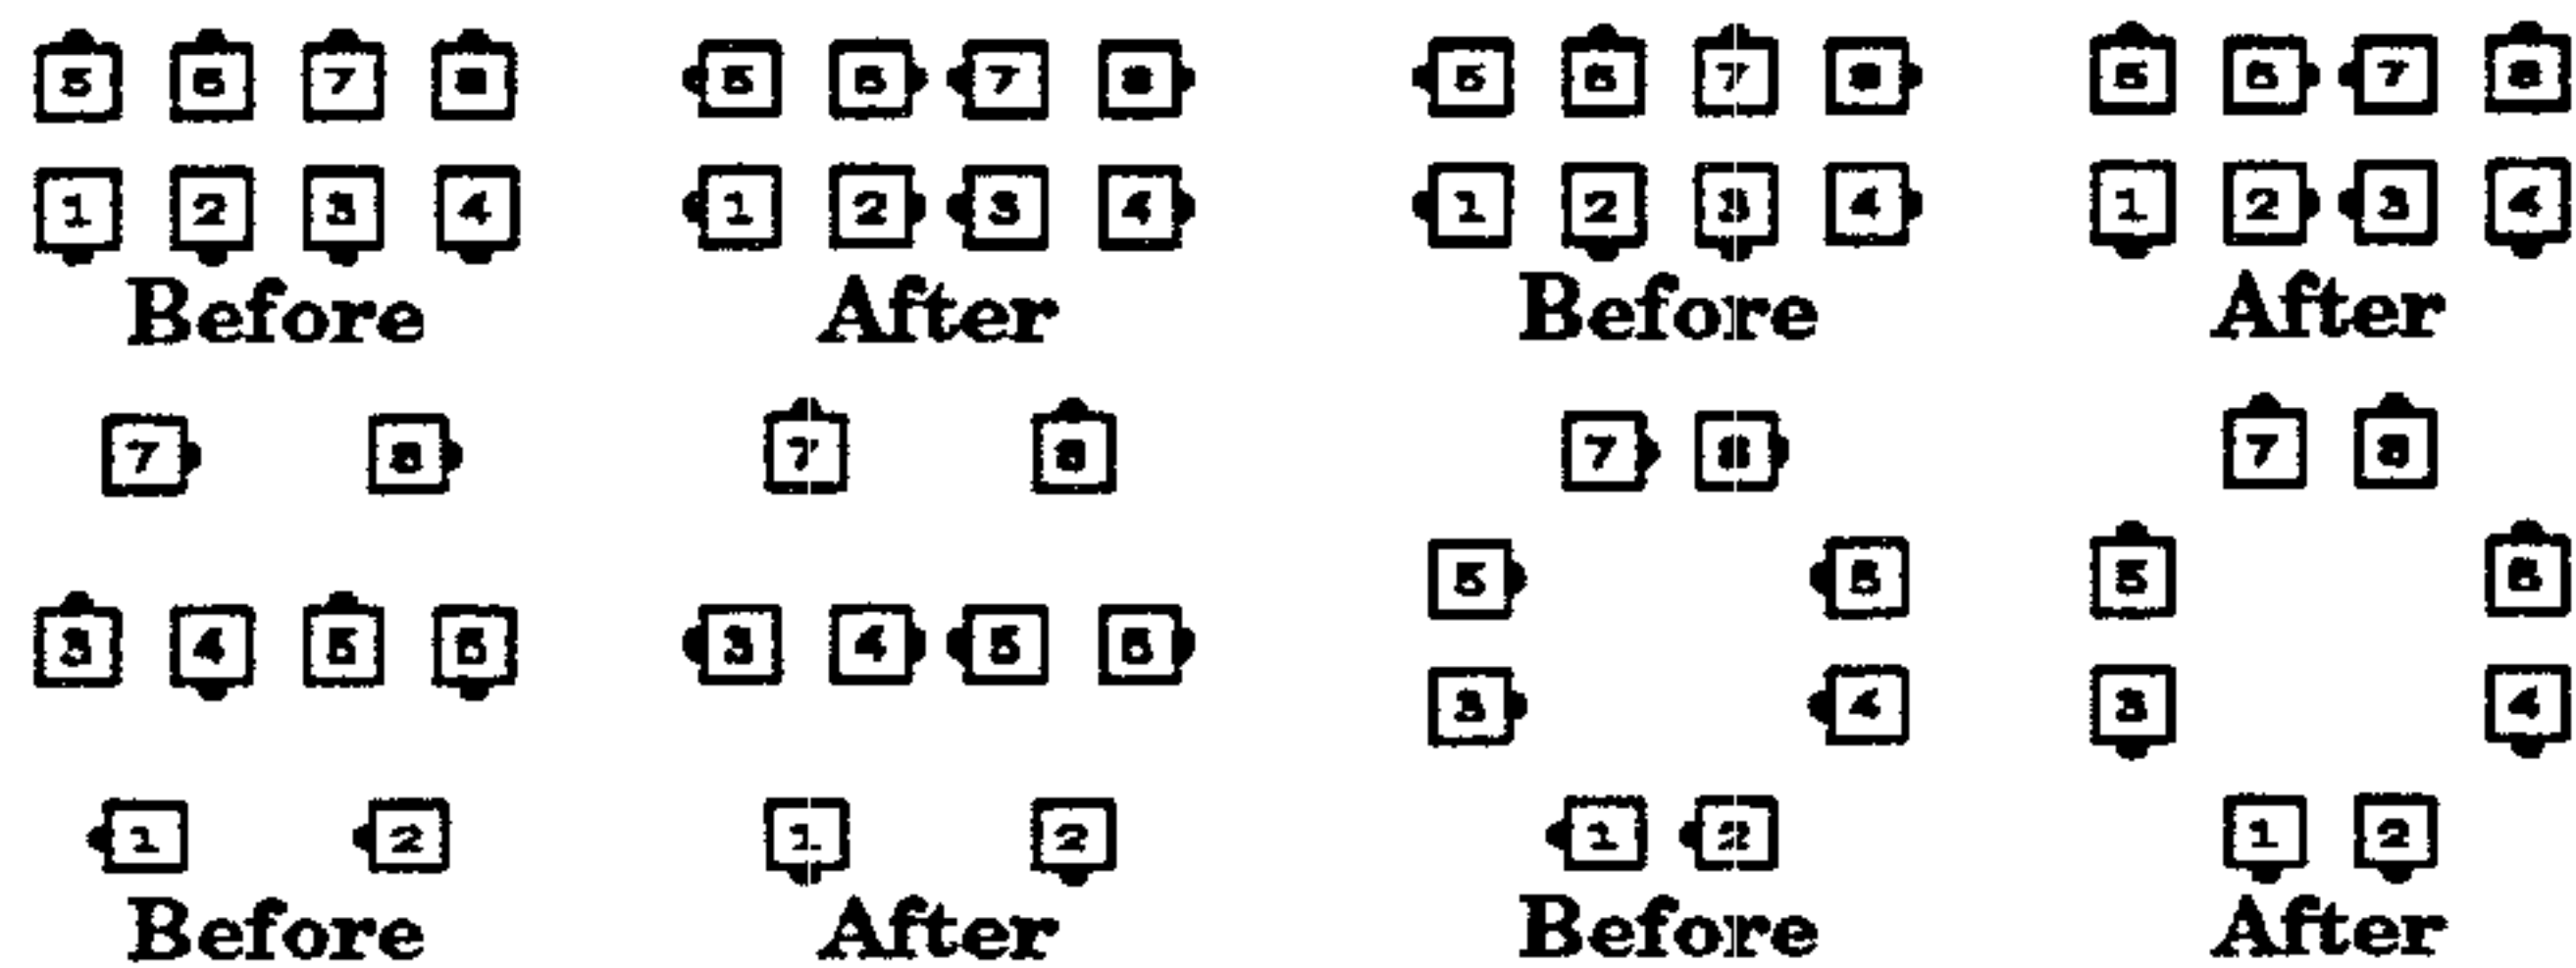 5 6 7 8 5 6 7 8 5 6 7 8 5 6 7 8
1 2 3 4 1 2 3 4 1 2 3 4 1 2 3 4
Before After Before After
7 8 7 8 7 8 7 8
5 6 5 6
3 4 5 6 3 4 5 6
3 4 3 4
1 2 1 2 1 2 1 2
Before After Before After